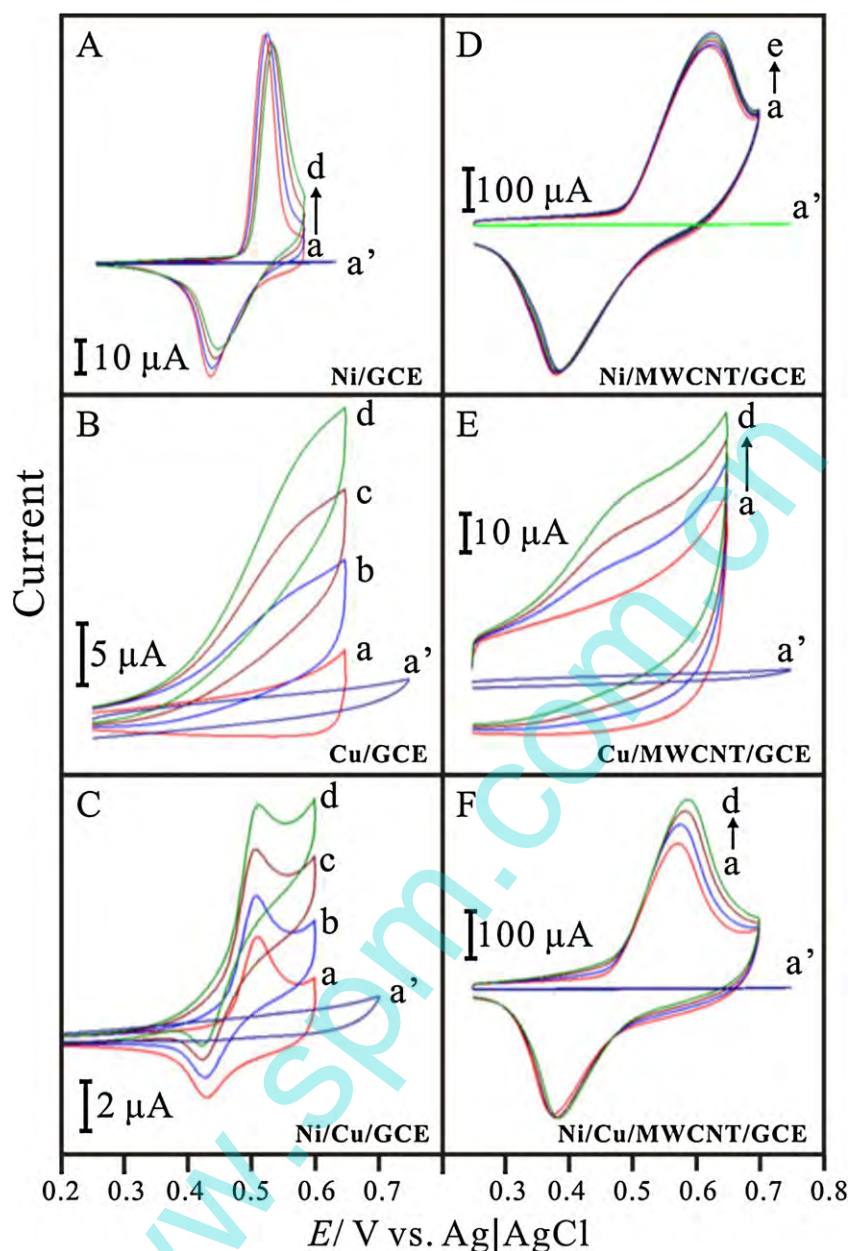 A
d
a
a’
10 μA
Ni/GCE
D
e
a
100 μA
a’
Ni/MWCNT/GCE
B
d
c
b
a
a’
5 μA
Cu/GCE
E
d
a
10 μA
a’
Cu/MWCNT/GCE
C
d
c
b
a
a’
2 μA
Ni/Cu/GCE
F
d
a
100 μA
a’
Ni/Cu/MWCNT/GCE
Current
0.2 0.3 0.4 0.5 0.6 0.7 0.3 0.4 0.5 0.6 0.7 0.8
E/ V vs. Ag|AgCl
www.spm.com.cn